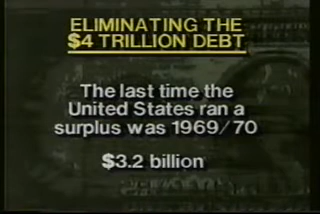 ELIMINATING THE
$4 TRILLION DEBT
The last time the
United States ran a
surplus was 1969/70
$3.2 billion